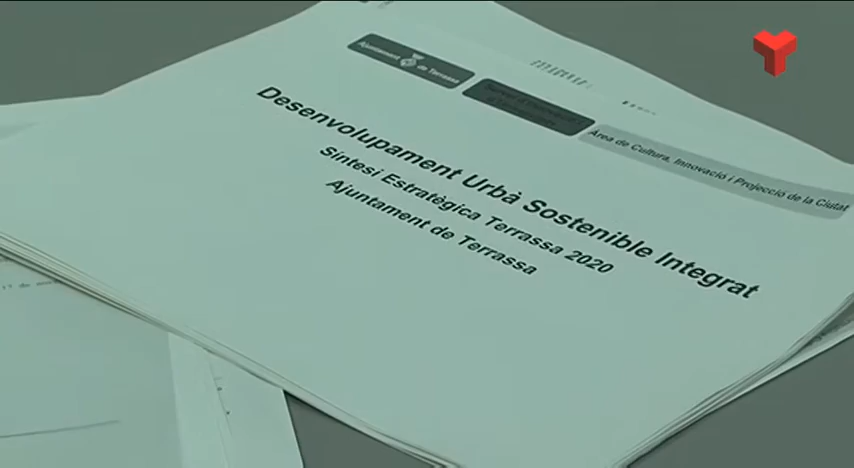 Ajuntament de Terrassa
Àrea de Cultura, Innovació i Projecció de la Ciutat
Desenvolupament Urbà Sostenible Integrat
Síntesi Estratègica Terrassa 2020
Ajuntament de Terrassa